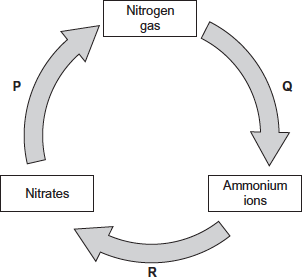 Nitrogen
gas
P
Q
Nitrates
Ammonium
ions
R